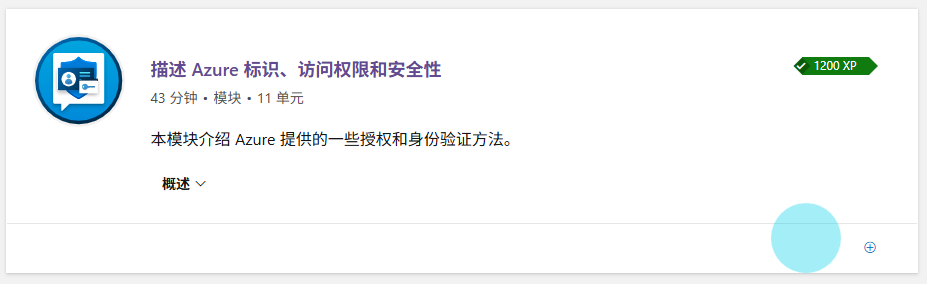 描述 Azure 标识、访问权限和安全性
1200 XP
43 分钟 • 模块 • 11 单元
本模块介绍 Azure 提供的一些授权和身份验证方法。
概述